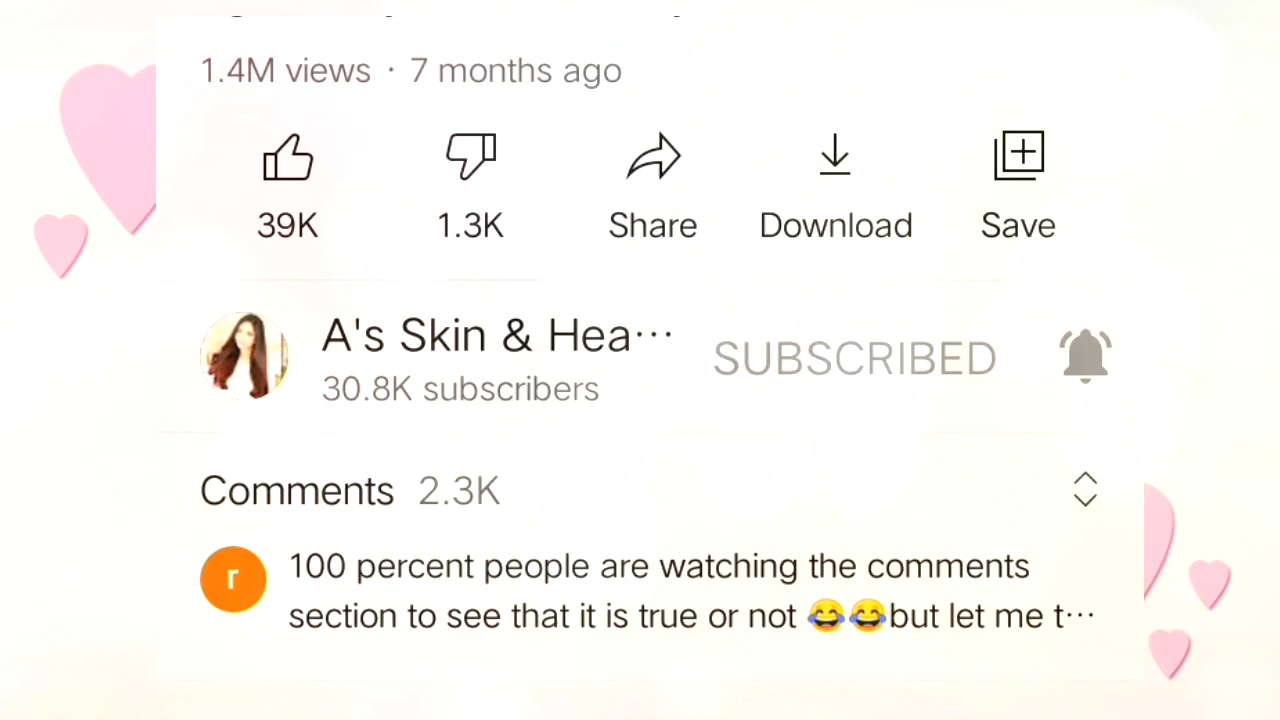 1.4M views · 7 months ago
39K 1.3K Share Download Save
A's Skin & Hea···
SUBSCRIBED
30.8K subscribers
Comments 2.3K
r
100 percent people are watching the comments
section to see that it is true or not 😂😂but let me t···